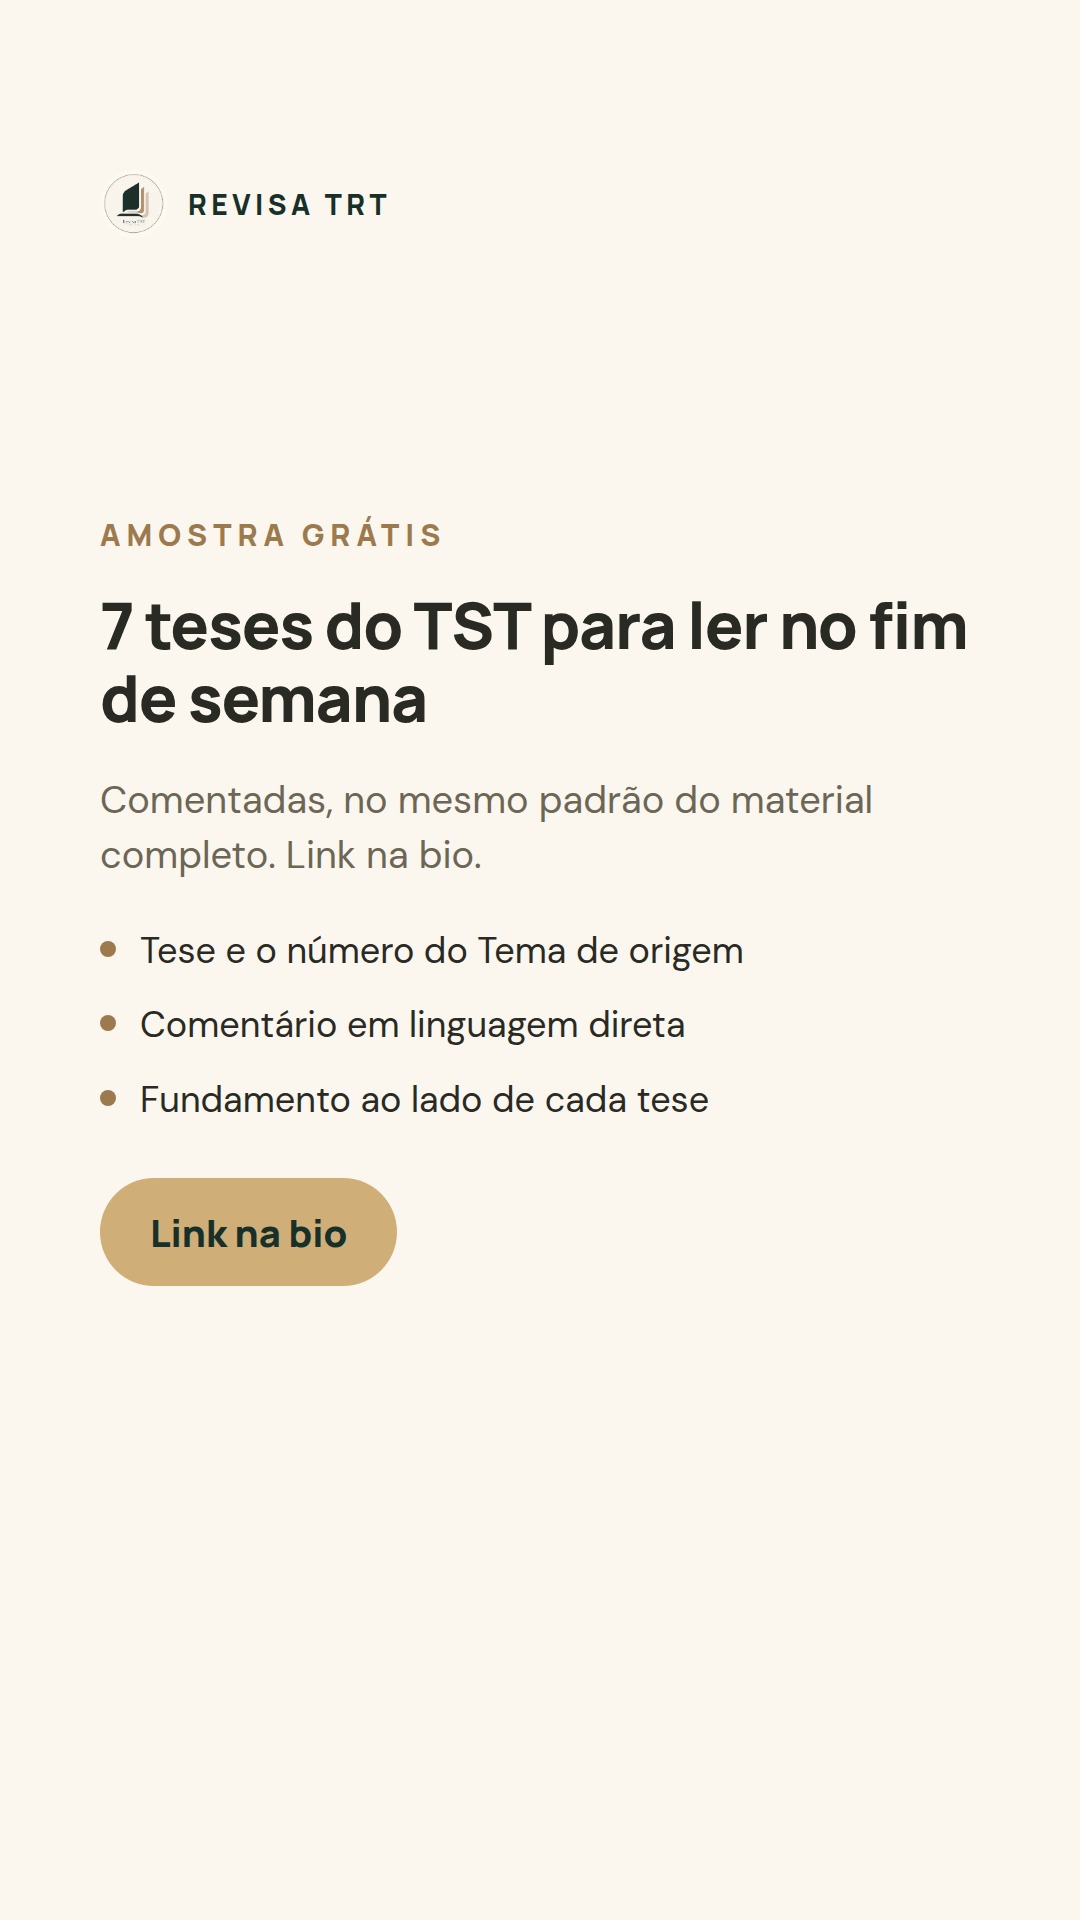 REVISA TRT
AMOSTRA GRÁTIS
7 teses do TST para ler no fim
de semana
Comentadas, no mesmo padrão do material
completo. Link na bio.
Tese e o número do Tema de origem
Comentário em linguagem direta
Fundamento ao lado de cada tese
Link na bio